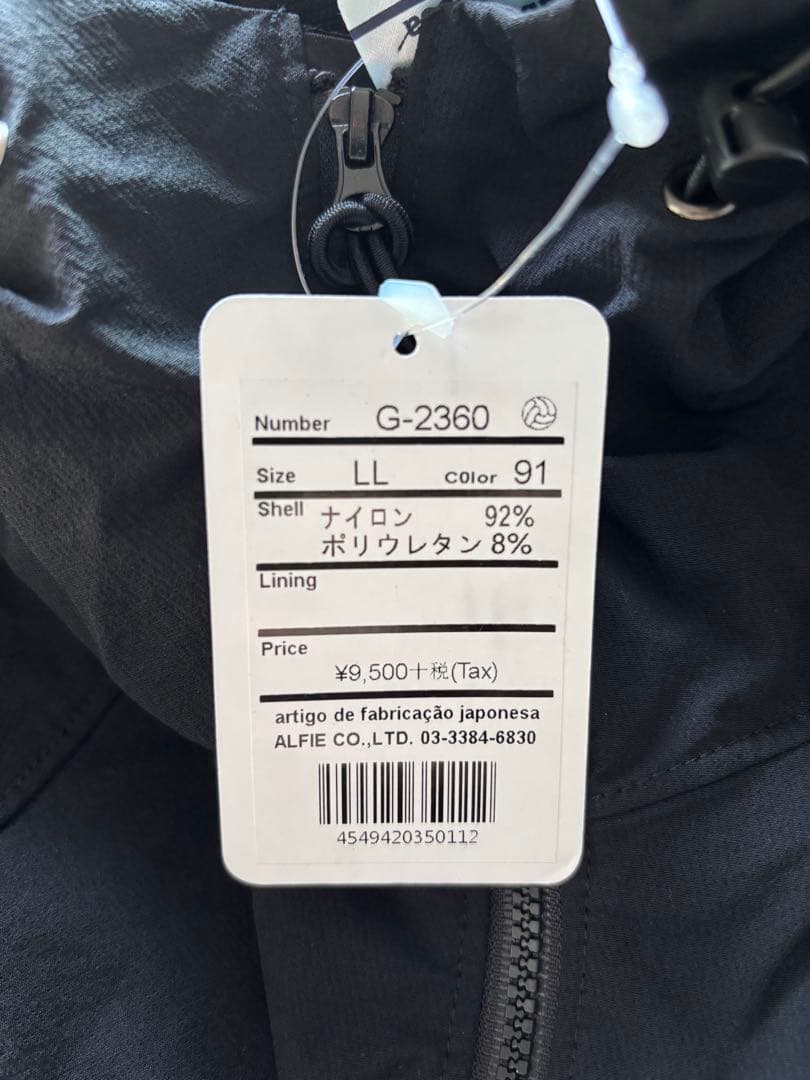 Number G-2360
Size LL COlor 91
Shell ナイロン 92%
ポリウレタン 8%
Lining
Price
¥9,500+税(Tax)
artigo de fabricação japonesa
ALFIE CO.,LTD. 03-3384-6830
4549420350112